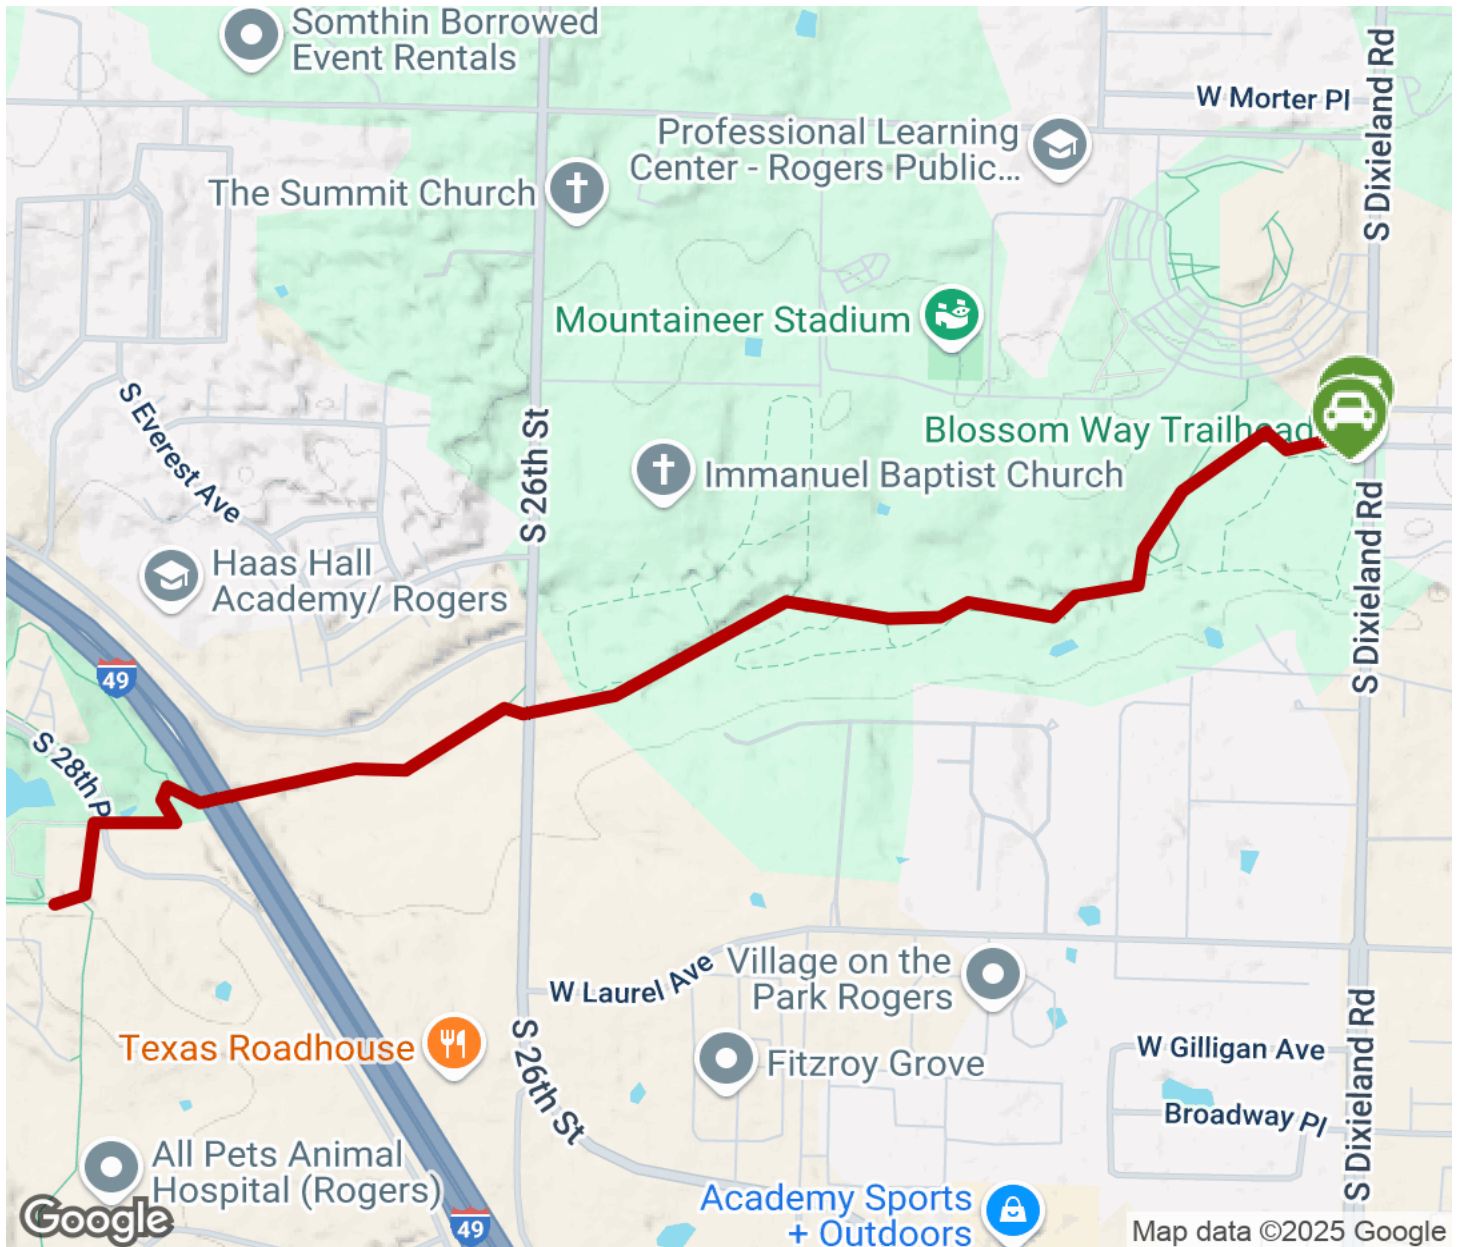 Somthin Borrowed
Event Rentals
W Morter Pl
Professional Learning
Center - Rogers Public...
S Dixieland Rd
The Summit Church
Mountaineer Stadium
S Everest Ave
S 26th St
Blossom Way Trailhead
Immanuel Baptist Church
Haas Hall
Academy/ Rogers
S Dixieland Rd
49
S 28th P
W Laurel Ave
Village on the
Park Rogers
Texas Roadhouse
S 26th St
Fitzroy Grove
W Gilligan Ave
Broadway Pl
S Dixieland Rd
All Pets Animal
Hospital (Rogers)
Academy Sports
+ Outdoors
49
Google
Map data ©2025 Google